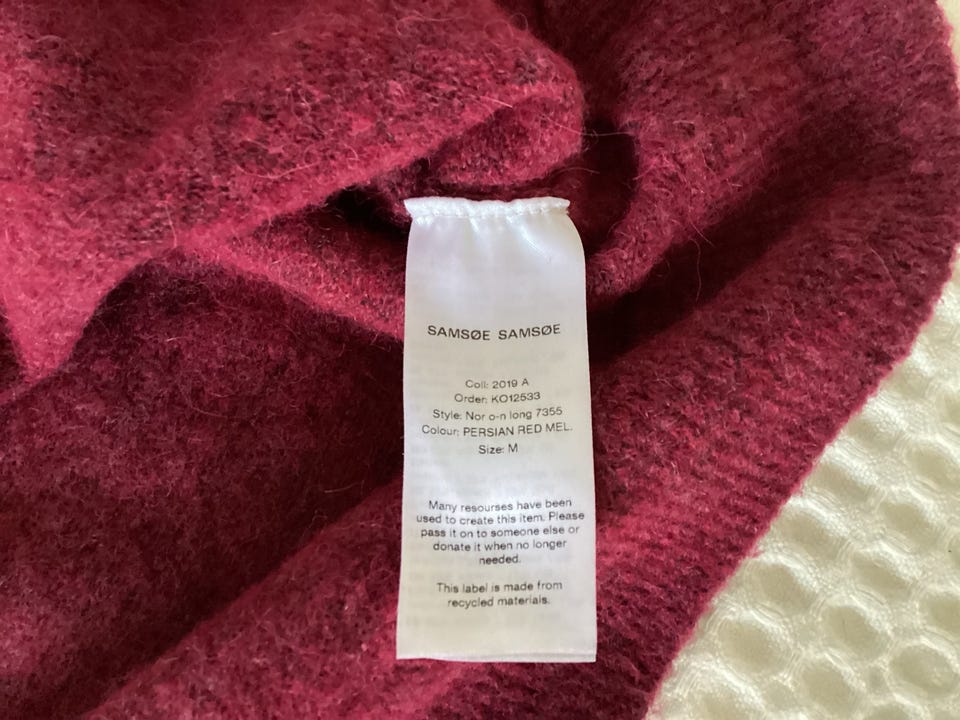 SAMSØE SAMSØE
Coll: 2019 A
Order: KO12533
Style: Nor o-n long 7355
Colour: PERSIAN RED MEL.
Size: M
Many resourses have been
used to create this item. Please
pass it on to someone else or
donate it when no longer
needed.
This label is made from
recycled materials.